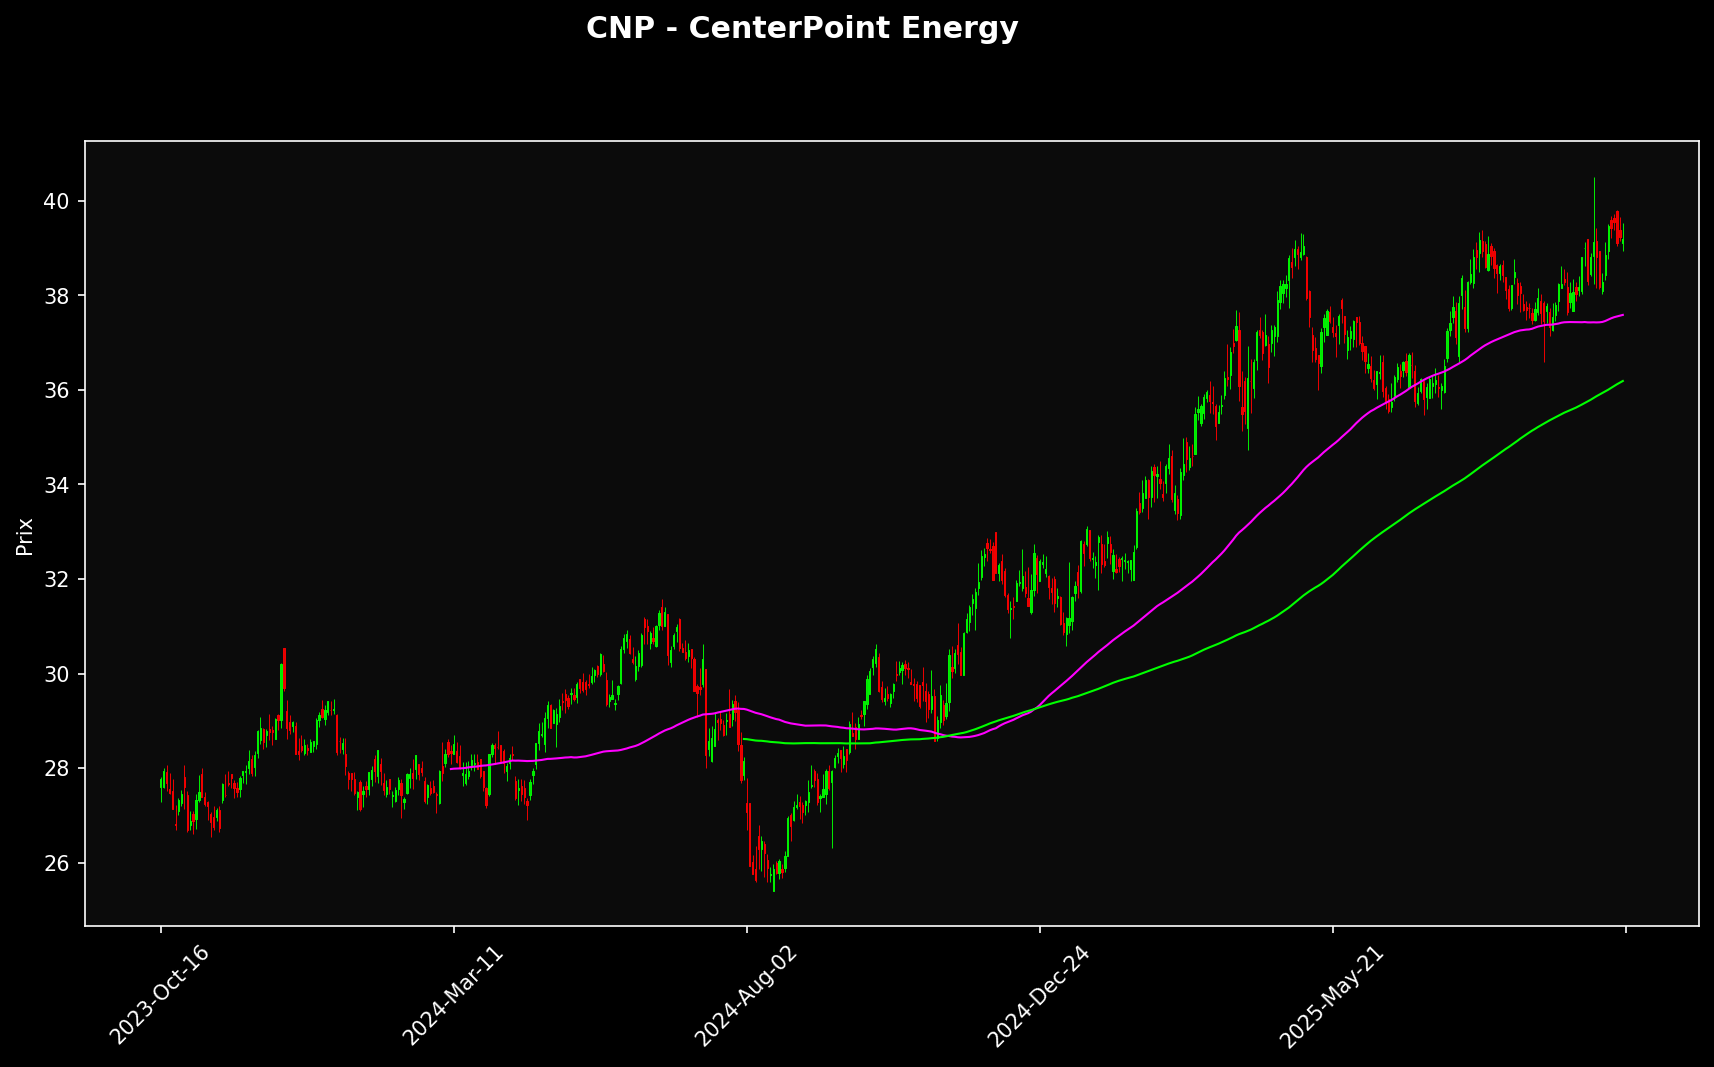 CNP - CenterPoint Energy
Prix
40
38
36
34
32
30
28
26
2023-Oct-16
2024-Mar-11
2024-Aug-02
2024-Dec-24
2025-May-21